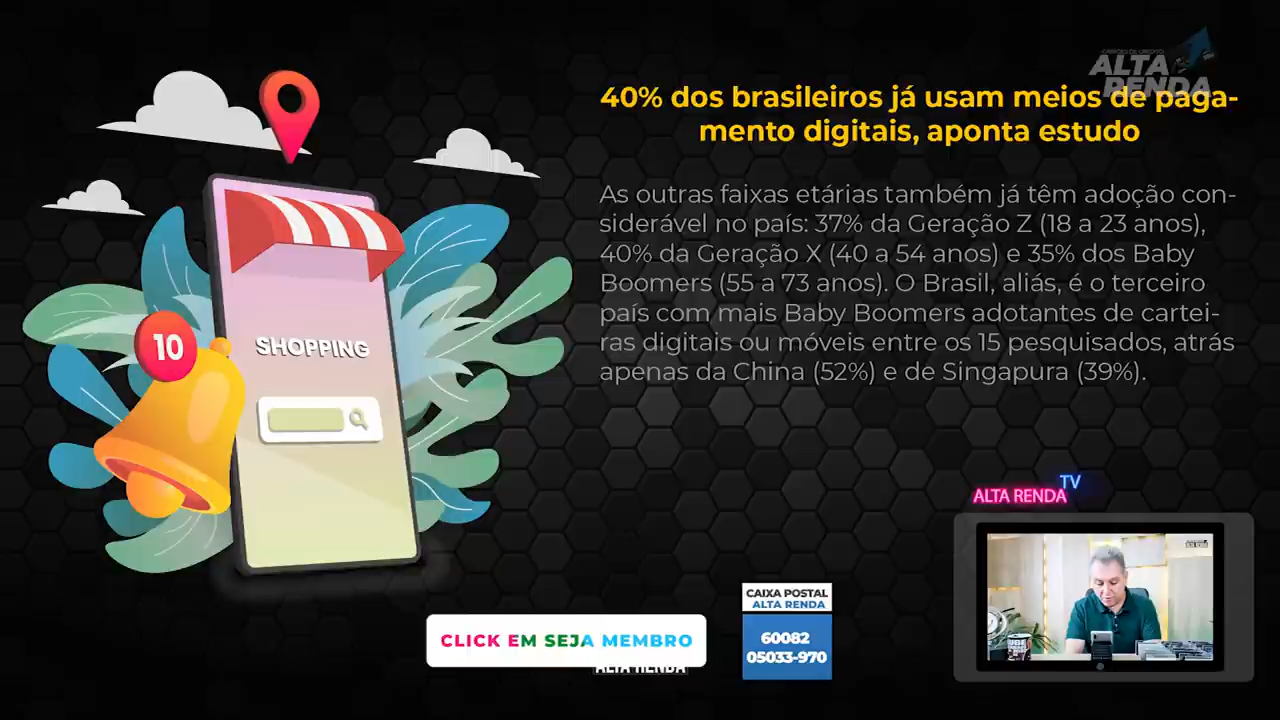 CARTÕES DE CRÉDITO
ALTA
RENDA
40% dos brasileiros já usam meios de paga-
mento digitais, aponta estudo
As outras faixas etárias também já têm adoção con-
siderável no país: 37% da Geração Z (18 a 23 anos),
40% da Geração X (40 a 54 anos) e 35% dos Baby
Boomers (55 a 73 anos). O Brasil, aliás, é o terceiro
país com mais Baby Boomers adotantes de cartei-
ras digitais ou móveis entre os 15 pesquisados, atrás
apenas da China (52%) e de Singapura (39%).
10
SHOPPING
TV
ALTA RENDA
CAIXA POSTAL
ALTA RENDA
60082
05033-970
CLICK EM SEJA MEMBRO
ALTA RENDA